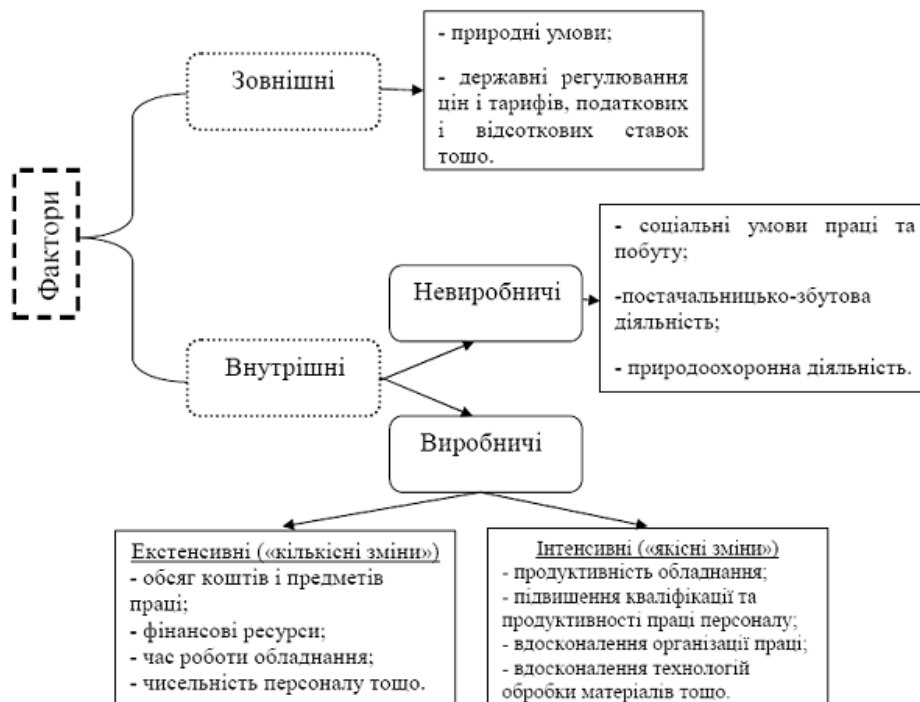 Фактори
Зовнішні
- природні умови;
- державні регулювання
цін і тарифів, податкових
і відсоткових ставок
тошо.
Внутрішні
Невиробничі
- соціальні умови праці та
побуту;
-постачальницько-збутова
діяльність;
- природоохоронна діяльність.
Виробничі
Екстенсивні («кількісні зміни»)
- обсяг коштів і предметів
праці;
- фінансові ресурси;
- час роботи обладнання;
- чисельність персоналу тощо.
Інтенсивні («якісні зміни»)
- продуктивність обладнання;
- підвищення кваліфікації та
продуктивності праці персоналу;
- вдосконалення організації праці;
- вдосконалення технологій
обробки матеріалів тощо.